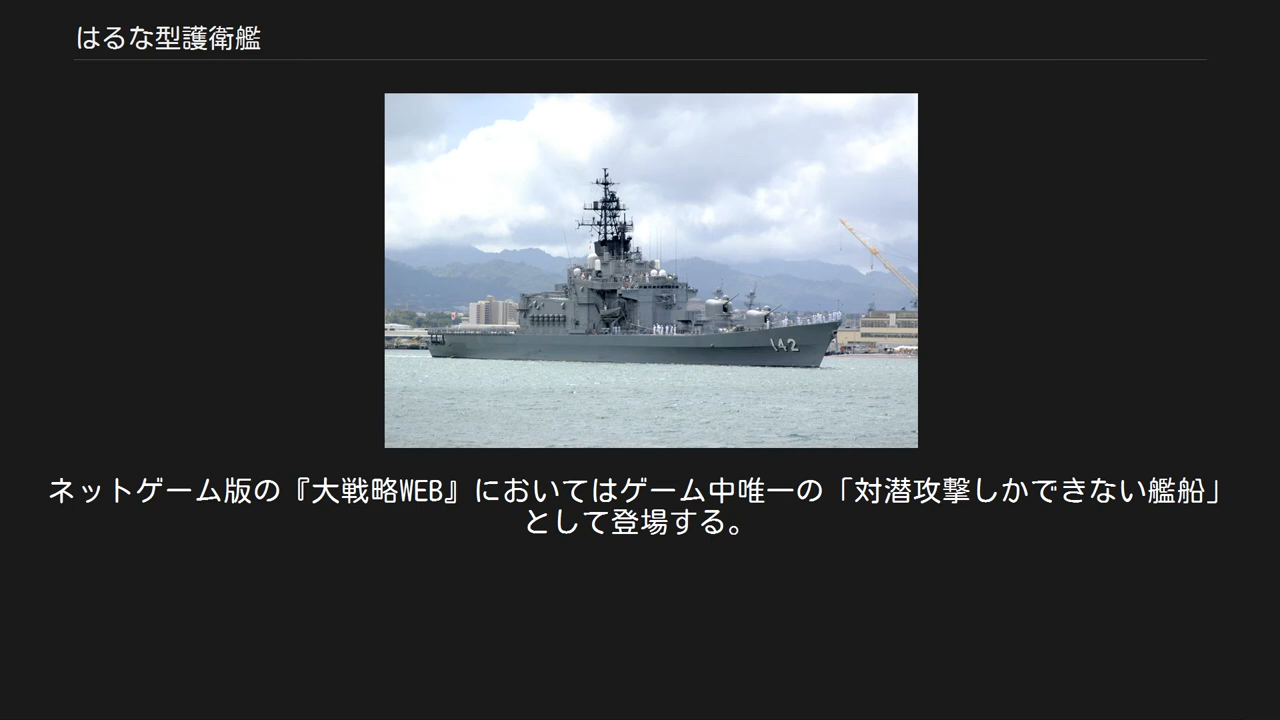 はるな型護衛艦
142
ネットゲーム版の『大戦略WEB』においてはゲーム中唯一の「対潜攻撃しかできない艦船」
として登場する。